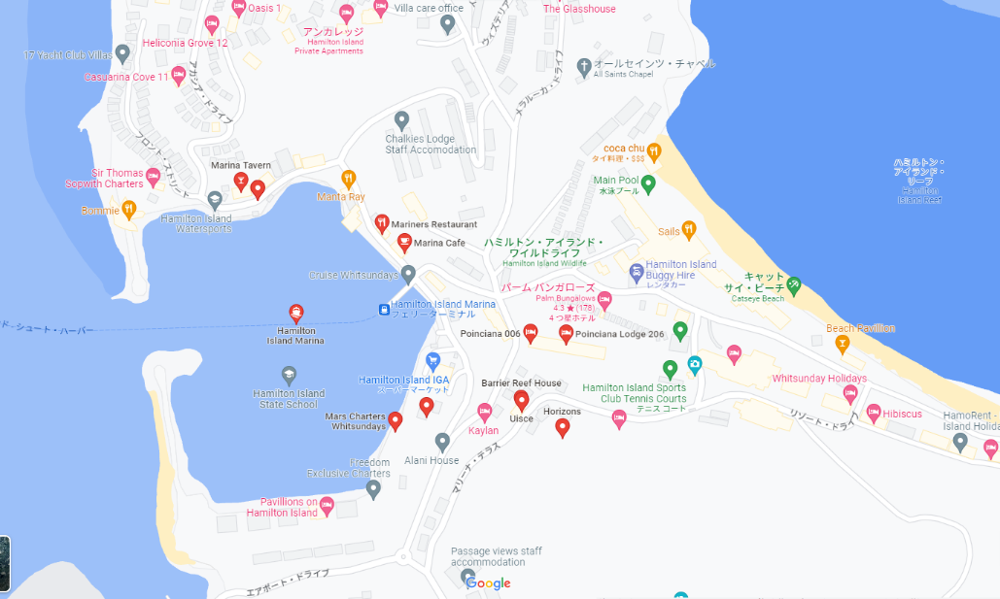 Oasis 1
Villa care office
The Glasshouse
アンカレッジ
Hamilton Island
Private Apartments
Heliconia Grove 12
17 Yacht Club Villas
Casuarina Cove 11
アカシア・ドライブ
ウィステリア・ドライブ
メラルーカ・ドライブ
オールセインツ・チャペル
All Saints Chapel
フロント・ストリート
Chalkies Lodge
Staff Accomodation
Marina Tavern
Sir Thomas
Sopwith Charters
Bommie
Hamilton Island
Watersports
Manta Ray
Mariners Restaurant
Marina Cafe
coca chu
タイ料理・$$$
Main Pool
水泳プール
ハミルトン・
アイランド・
リーフ
Hamilton
Island Reef
Sails
ハミルトン・アイランド・
ワイルドライフ
Hamilton Island Wildlife
Cruise Whitsundays
Hamilton Island
Buggy Hire
レンタカー
キャット
サイ・ビーチ
Catseye Beach
パーム バンガローズ
Palm Bungalows
4.3 ★ (178)
4 つ星ホテル
Hamilton Island Marina
フェリーターミナル
ド・シュート・ハーバー
Hamilton
Island Marina
Poinciana 006
Poinciana Lodge 206
Beach Pavillion
Hamilton Island IGA
スーパーマーケット
Hamilton Island
State School
Barrier Reef House
Hamilton Island Sports
Club Tennis Courts
テニス コート
Whitsunday Holidays
Mars Charters
Whitsundays
Uisce
Horizons
Kaylan
Hibiscus
HamoRent -
Island Holida
リゾート・ドライブ
Alani House
マリーナ・テラス
Freedom
Exclusive Charters
Pavillions on
Hamilton Island
Passage views staff
accommodation
エアポート・ドライブ
Google